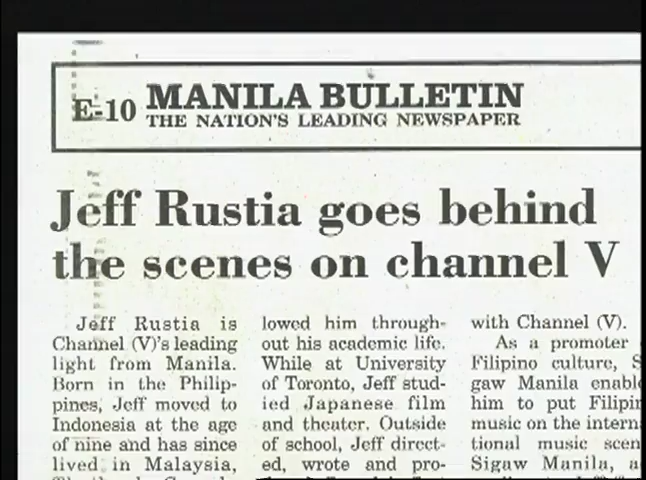 E-10 MANILA BULLETIN
THE NATION'S LEADING NEWSPAPER
Jeff Rustia goes behind
the scenes on channel V
Jeff Rustia is
Channel (V)'s leading
light from Manila.
Born in the Philip-
pines, Jeff moved to
Indonesia at the age
of nine and has since
lived in Malaysia,
lowed him through-
out his academic life.
While at University
of Toronto, Jeff stud-
ied Japanese film
and theater. Outside
of school, Jeff direct-
ed, wrote and pro-
with Channel (V).
As a promoter
Filipino culture, S
gaw Manila enabl
him to put Filipin
music on the intern
tional music scen
Sigaw Manila, a